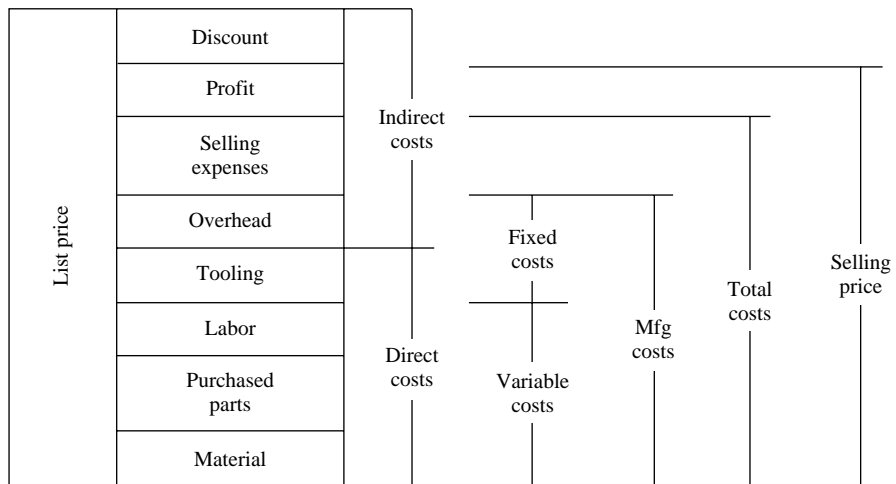 Discount
Profit
Indirect
costs
Selling
expenses
Overhead
Fixed
costs
List price
Tooling
Selling
price
Total
costs
Labor
Mfg
costs
Direct
costs
Purchased
parts
Variable
costs
Material